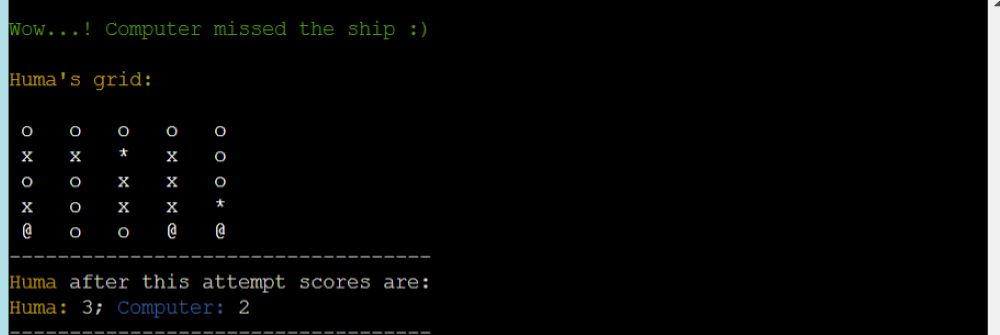 Wow...! Computer missed the ship :)
Huma's grid:
o o o o o
x x * x o
o o x x o
x o x x *
@ o o @ @
-----------------------------------
Huma after this attempt scores are:
Huma: 3; Computer: 2
-----------------------------------